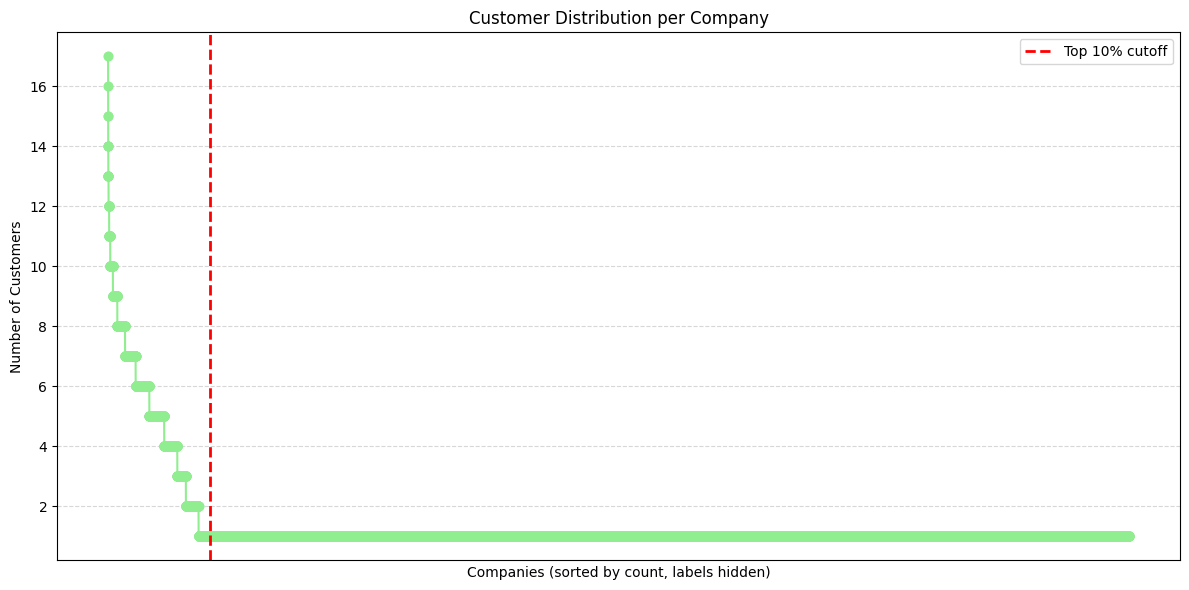 Customer Distribution per Company
Top 10% cutoff
Number of Customers
16
14
12
10
8
6
4
2
Companies (sorted by count, labels hidden)